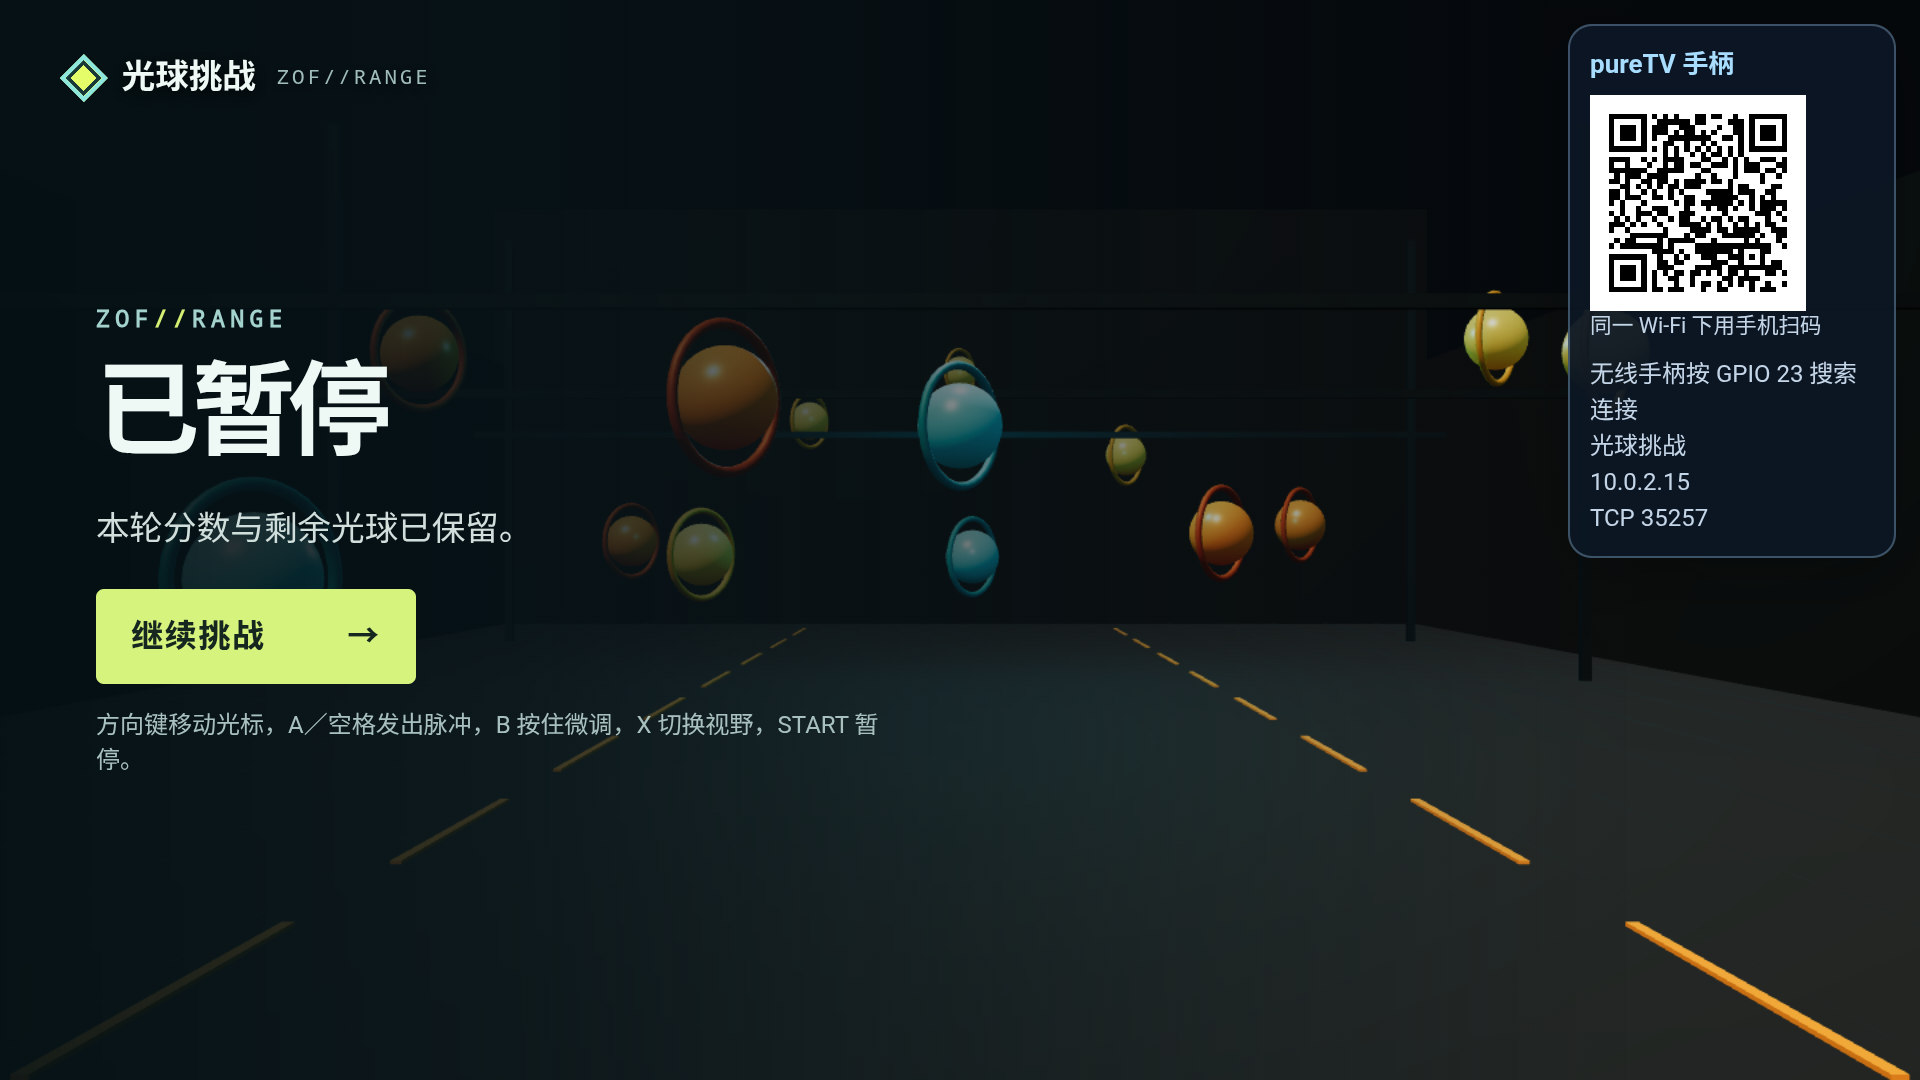 光球挑战 ZOF//RANGE
ZOF//RANGE
已暂停
本轮分数与剩余光球已保留。
继续挑战 →
方向键移动光标，A／空格发出脉冲，B 按住微调，X 切换视野，START 暂
停。
pureTV 手柄
同一 Wi-Fi 下用手机扫码
无线手柄按 GPIO 23 搜索
连接
光球挑战
10.0.2.15
TCP 35257